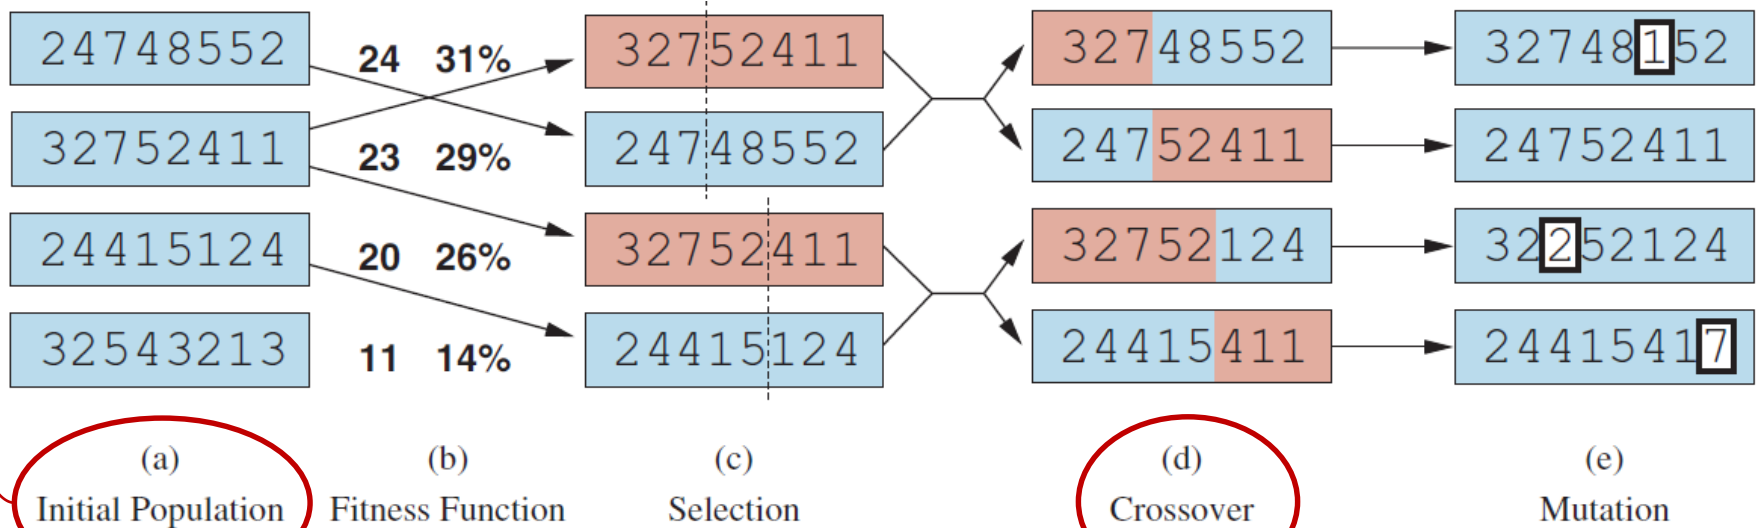 24748552 24 31% 32752411 32748552 32748152
32752411 23 29% 24748552 24752411 24752411
24415124 20 26% 32752411 32752124 32252124
32543213 11 14% 24415124 24415411 24415417
(a) (b) (c) (d) (e)
Initial Population Fitness Function Selection Crossover Mutation